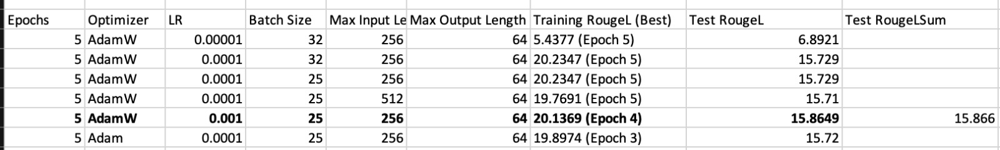 Epochs Optimizer LR Batch Size Max Input Le Max Output Length Training RougeL (Best) Test RougeL Test RougeLSum
5 AdamW 0.00001 32 256 64 5.4377 (Epoch 5) 6.8921
5 AdamW 0.0001 32 256 64 20.2347 (Epoch 5) 15.729
5 AdamW 0.0001 25 256 64 20.2347 (Epoch 5) 15.729
5 AdamW 0.0001 25 512 64 19.7691 (Epoch 5) 15.71
5 AdamW 0.001 25 256 64 20.1369 (Epoch 4) 15.8649 15.866
5 Adam 0.0001 25 256 64 19.8974 (Epoch 3) 15.72